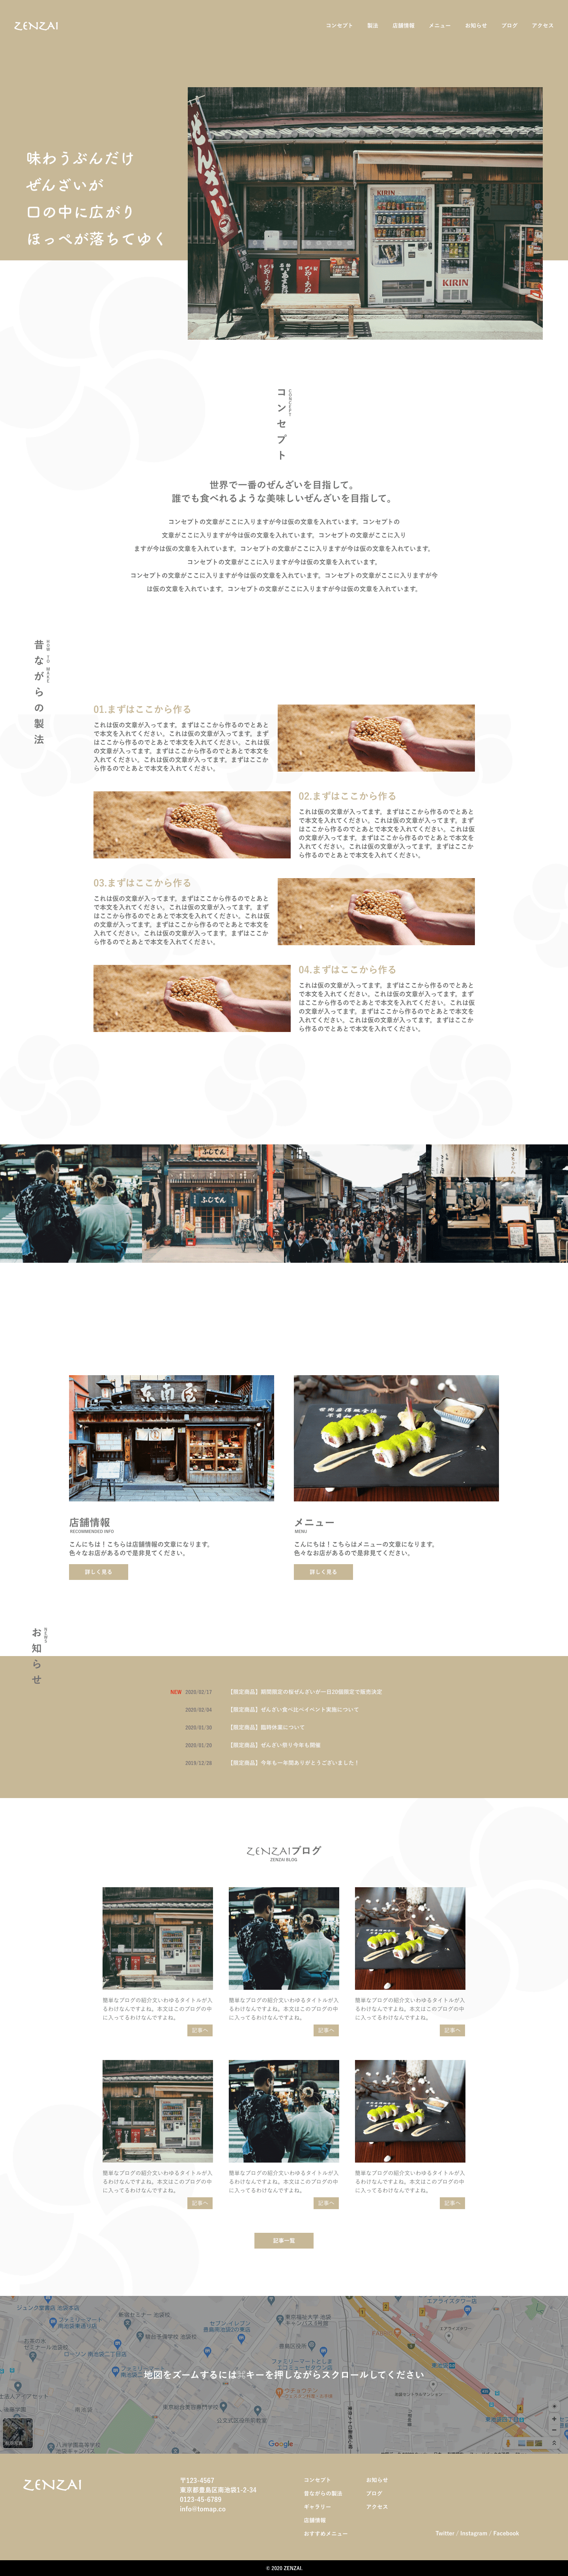 ZENZAI
コンセプト 製法 店舗情報 メニュー お知らせ ブログ アクセス
味わうぶんだけ
ぜんざいが
口の中に広がり
ほっぺが落ちてゆく
もんざい
KIRIN
KIRIN
コンセプト
CONCEPT
世界で一番のぜんざいを目指して。
誰でも食べれるような美味しいぜんざいを目指して。
コンセプトの文章がここに入りますが今は仮の文章を入れています。コンセプトの
文章がここに入りますが今は仮の文章を入れています。コンセプトの文章がここに入り
ますが今は仮の文章を入れています。コンセプトの文章がここに入りますが今は仮の文章を入れています。
コンセプトの文章がここに入りますが今は仮の文章を入れています。
コンセプトの文章がここに入りますが今は仮の文章を入れています。コンセプトの文章がここに入りますが今
は仮の文章を入れています。コンセプトの文章がここに入りますが今は仮の文章を入れています。
昔ながらの製法
HOW TO MAKE
01.まずはここから作る
これは仮の文章が入ってます。まずはここから作るのでとあと
で本文を入れてください。これは仮の文章が入ってます。まず
はここから作るのでとあとで本文を入れてください。これは仮
の文章が入ってます。まずはここから作るのでとあとで本文を
入れてください。これは仮の文章が入ってます。まずはここか
ら作るのでとあとで本文を入れてください。
02.まずはここから作る
これは仮の文章が入ってます。まずはここから作るのでとあと
で本文を入れてください。これは仮の文章が入ってます。まず
はここから作るのでとあとで本文を入れてください。これは仮
の文章が入ってます。まずはここから作るのでとあとで本文を
入れてください。これは仮の文章が入ってます。まずはここか
ら作るのでとあとで本文を入れてください。
03.まずはここから作る
これは仮の文章が入ってます。まずはここから作るのでとあと
で本文を入れてください。これは仮の文章が入ってます。まず
はここから作るのでとあとで本文を入れてください。これは仮
の文章が入ってます。まずはここから作るのでとあとで本文を
入れてください。これは仮の文章が入ってます。まずはここか
ら作るのでとあとで本文を入れてください。
04.まずはここから作る
これは仮の文章が入ってます。まずはここから作るのでとあと
で本文を入れてください。これは仮の文章が入ってます。まず
はここから作るのでとあとで本文を入れてください。これは仮
の文章が入ってます。まずはここから作るのでとあとで本文を
入れてください。これは仮の文章が入ってます。まずはここか
ら作るのでとあとで本文を入れてください。
ふじでん
店舗情報
RECOMMENDED INFO
こんにちは！こちらは店舗情報の文章になります。
色々なお店があるので是非見てください。
詳しく見る
メニュー
MENU
こんにちは！こちらはメニューの文章になります。
色々なお店があるので是非見てください。
詳しく見る
お知らせ
NEWS
NEW 2020/02/17 【限定商品】期間限定の桜ぜんざいが一日20個限定で販売決定
2020/02/04 【限定商品】ぜんざい食べ比べイベント実施について
2020/01/30 【限定商品】臨時休業について
2020/01/20 【限定商品】ぜんざい祭り今年も開催
2019/12/28 【限定商品】今年も一年間ありがとうございました！
ZENZAIブログ
ZENZAI BLOG
簡単なブログの紹介文いわゆるタイトルが入
るわけなんですよね。本文はこのブログの中
に入ってるわけなんですよね。
記事へ
簡単なブログの紹介文いわゆるタイトルが入
るわけなんですよね。本文はこのブログの中
に入ってるわけなんですよね。
記事へ
簡単なブログの紹介文いわゆるタイトルが入
るわけなんですよね。本文はこのブログの中
に入ってるわけなんですよね。
記事へ
簡単なブログの紹介文いわゆるタイトルが入
るわけなんですよね。本文はこのブログの中
に入ってるわけなんですよね。
記事へ
簡単なブログの紹介文いわゆるタイトルが入
るわけなんですよね。本文はこのブログの中
に入ってるわけなんですよね。
記事へ
簡単なブログの紹介文いわゆるタイトルが入
るわけなんですよね。本文はこのブログの中
に入ってるわけなんですよね。
記事へ
記事一覧
地図をズームするには⌘キーを押しながらスクロールしてください
Google
ZENZAI
〒123-4567
東京都豊島区南池袋1-2-34
0123-45-6789
info@tomap.co
コンセプト
昔ながらの製法
ギャラリー
店舗情報
おすすめメニュー
お知らせ
ブログ
アクセス
Twitter / Instagram / Facebook
© 2020 ZENZAI.